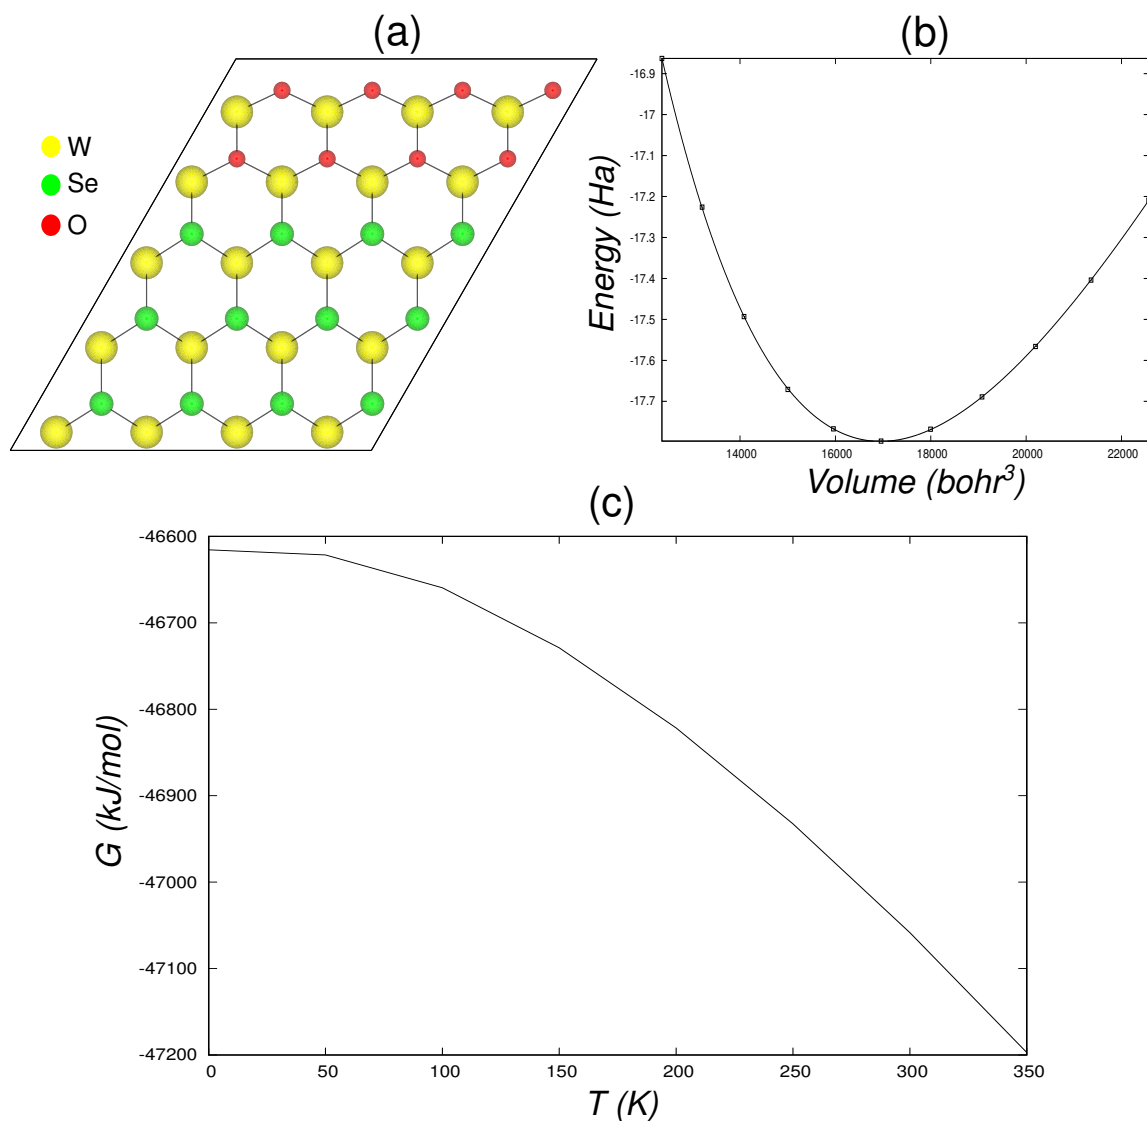 (a)
W
Se
O
(b)
-16.9
-17
-17.1
-17.2
-17.3
-17.4
-17.5
-17.6
-17.7
Energy (Ha)
14000 16000 18000 20000 22000
Volume (bohr³)
(c)
-46600
-46700
-46800
-46900
-47000
-47100
-47200
G (kJ/mol)
0 50 100 150 200 250 300 350
T (K)